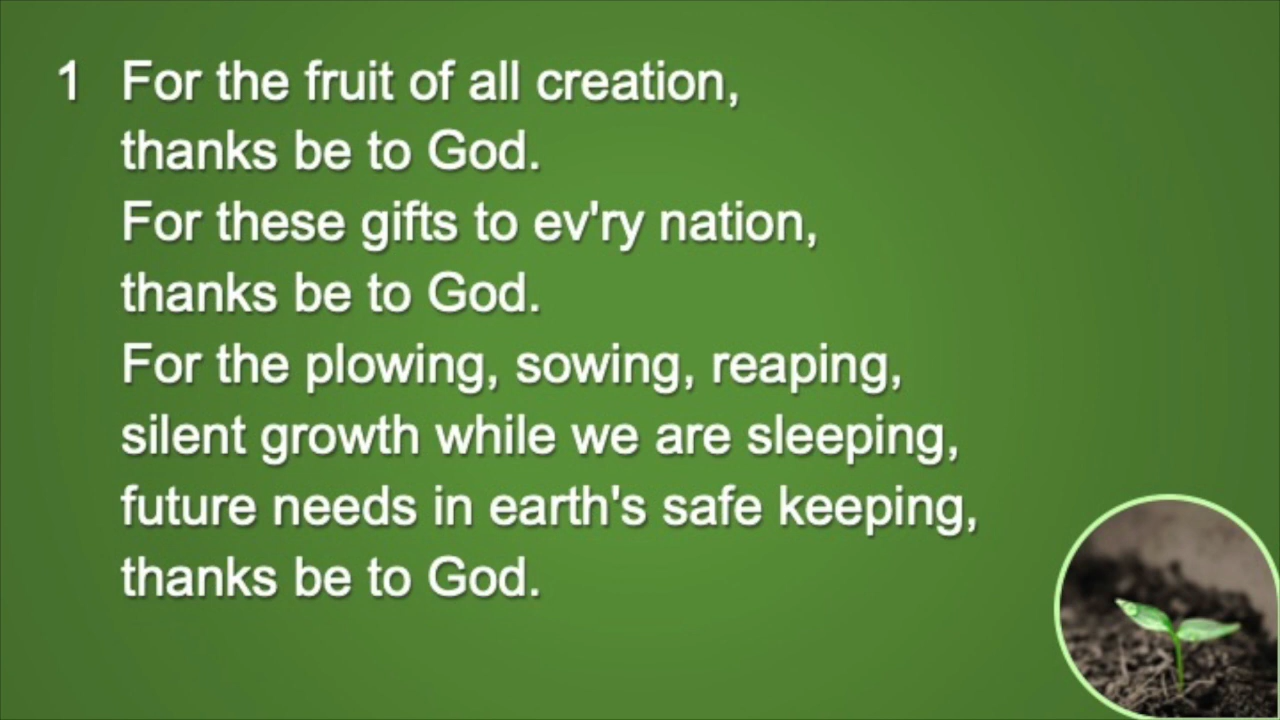 1 For the fruit of all creation,
thanks be to God.
For these gifts to ev'ry nation,
thanks be to God.
For the plowing, sowing, reaping,
silent growth while we are sleeping,
future needs in earth's safe keeping,
thanks be to God.